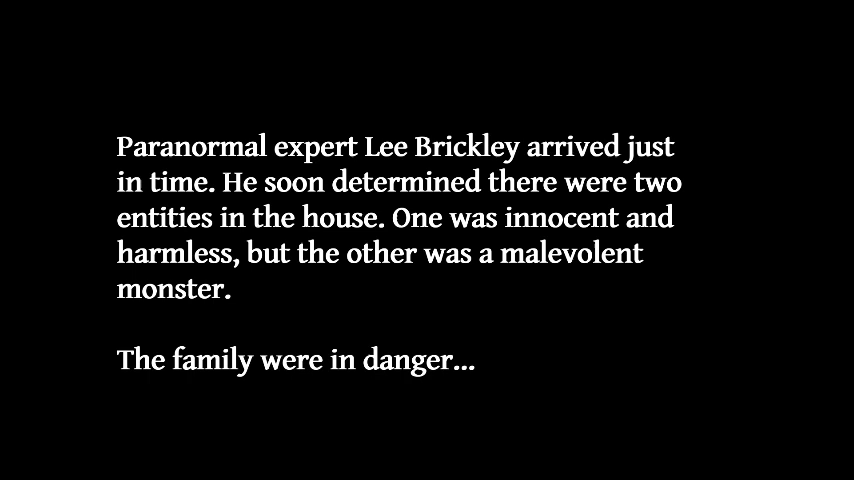 Paranormal expert Lee Brickley arrived just
in time. He soon determined there were two
entities in the house. One was innocent and
harmless, but the other was a malevolent
monster.
The family were in danger...